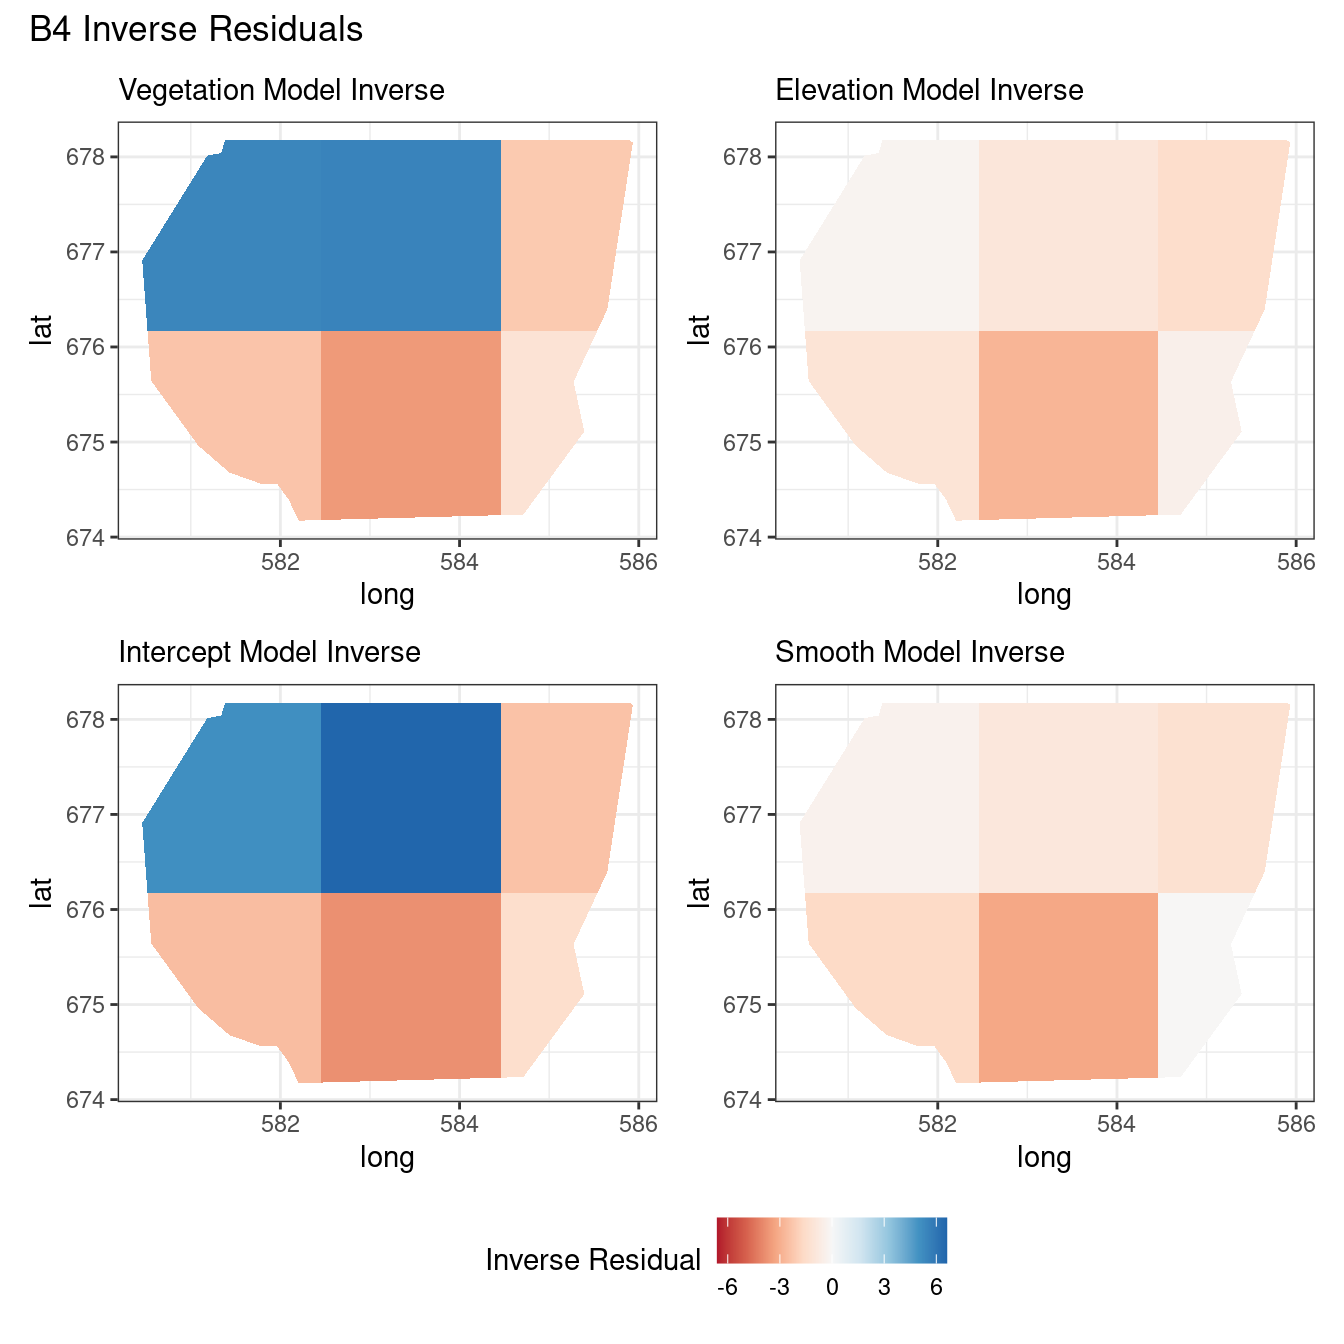 B4 Inverse Residuals
Vegetation Model Inverse
Elevation Model Inverse
678
677
676
675
674
lat
582 584 586
long
678
677
676
675
674
lat
582 584 586
long
Intercept Model Inverse
Smooth Model Inverse
678
677
676
675
674
lat
582 584 586
long
678
677
676
675
674
lat
582 584 586
long
Inverse Residual
-6 -3 0 3 6